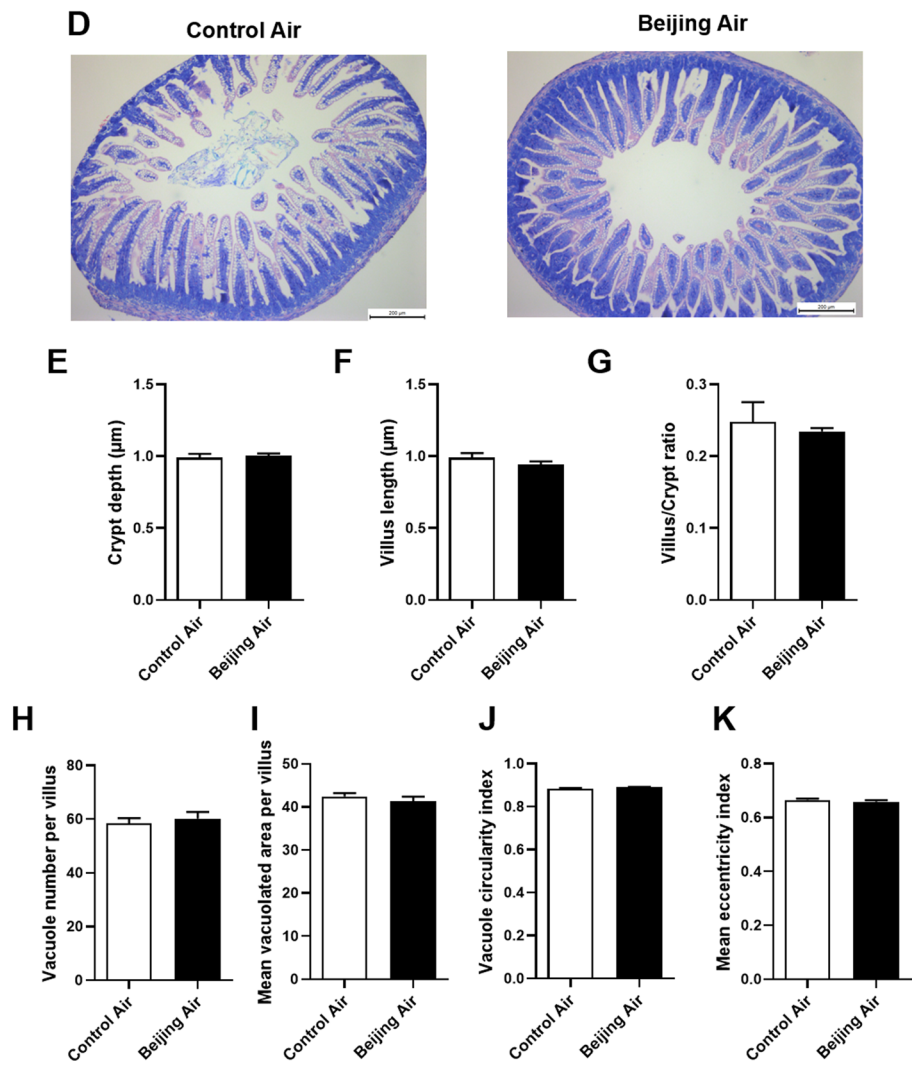 D
Control Air
Beijing Air
200 µm
200 µm
E
Crypt depth (µm)
1.5
1.0
0.5
0.0
Control Air
Beijing Air
F
Villus length (µm)
1.5
1.0
0.5
0.0
Control Air
Beijing Air
G
Villus/Crypt ratio
0.3
0.2
0.1
0.0
Control Air
Beijing Air
H
Vacuole number per villus
80
60
40
20
0
Control Air
Beijing Air
I
Mean vacuolated area per villus
50
40
30
20
10
0
Control Air
Beijing Air
J
Vacuole circularity index
1.0
0.8
0.6
0.4
0.2
0.0
Control Air
Beijing Air
K
Mean eccentricity index
0.8
0.6
0.4
0.2
0.0
Control Air
Beijing Air